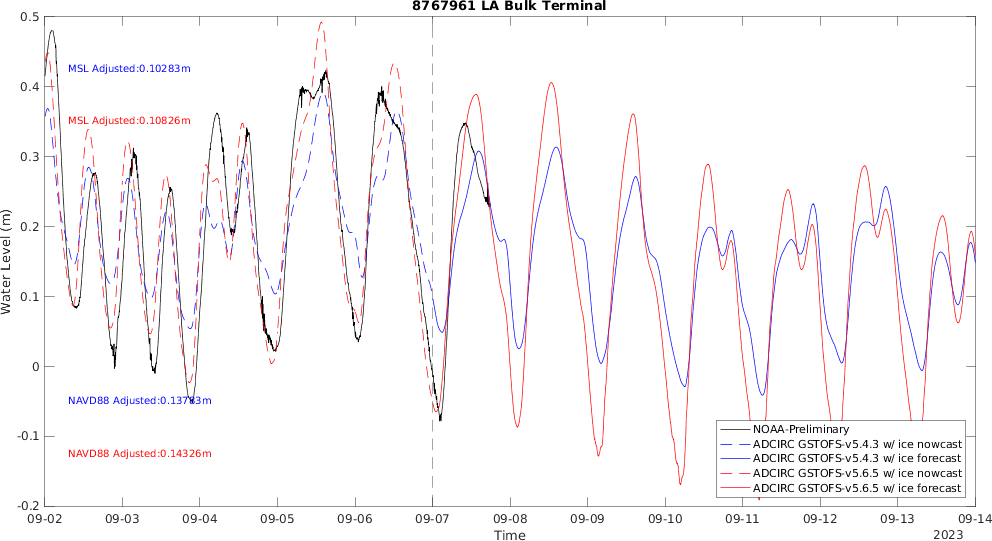 8767961 LA Bulk Terminal
0.5
0.4
0.3
0.2
0.1
0
-0.1
-0.2
Water Level (m)
MSL Adjusted:0.10283m
MSL Adjusted:0.10826m
NAVD88 Adjusted:0.13783m
NAVD88 Adjusted:0.14326m
NOAA-Preliminary
ADCIRC GSTOFS-v5.4.3 w/ ice nowcast
ADCIRC GSTOFS-v5.4.3 w/ ice forecast
ADCIRC GSTOFS-v5.6.5 w/ ice nowcast
ADCIRC GSTOFS-v5.6.5 w/ ice forecast
09-02 09-03 09-04 09-05 09-06 09-07 09-08 09-09 09-10 09-11 09-12 09-13 09-14
Time
2023